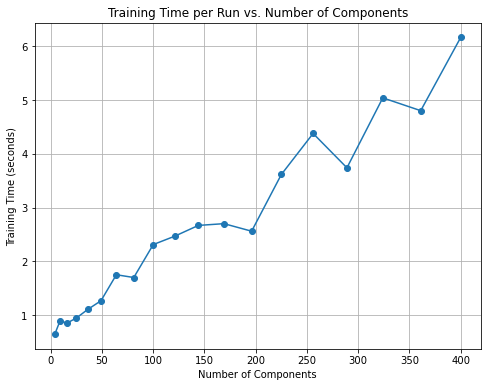 Training Time per Run vs. Number of Components
Training Time (seconds)
6
5
4
3
2
1
0 50 100 150 200 250 300 350 400
Number of Components